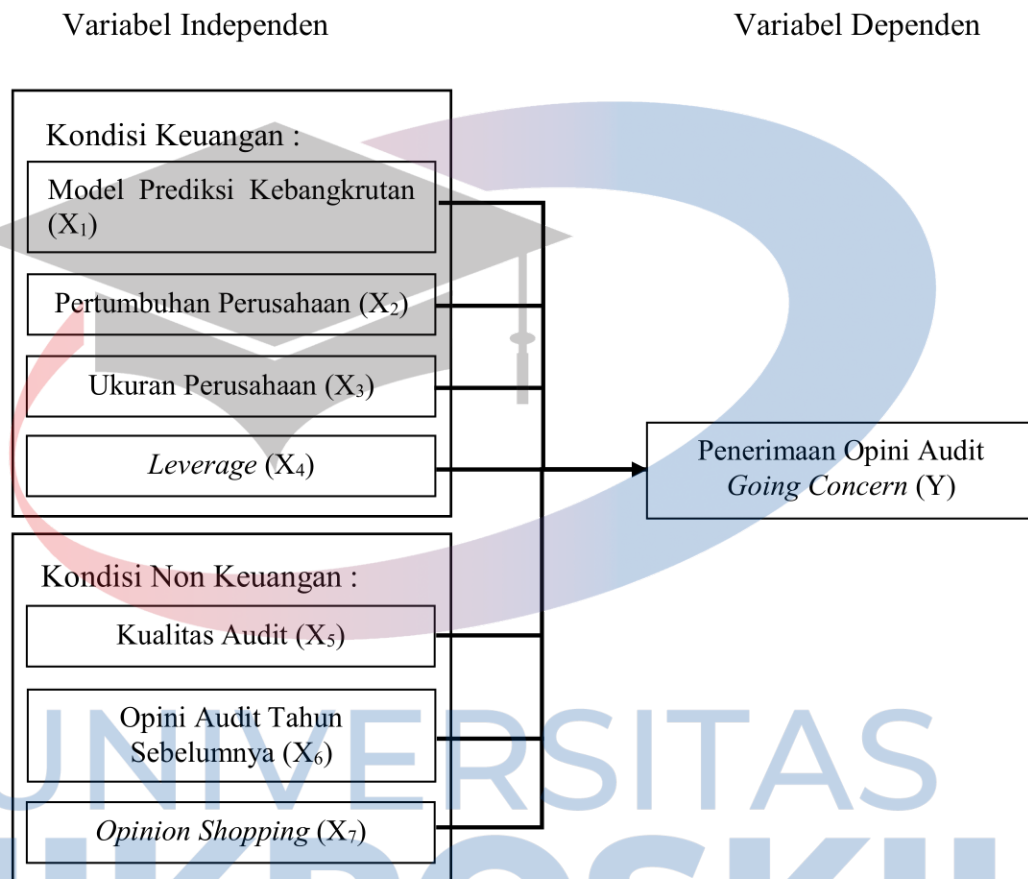 Variabel Independen
Variabel Dependen
Kondisi Keuangan :
Model Prediksi Kebangkrutan
(X₁)
Pertumbuhan Perusahaan (X₂)
Ukuran Perusahaan (X₃)
Leverage (X₄)
Penerimaan Opini Audit
Going Concern (Y)
Kondisi Non Keuangan :
Kualitas Audit (X₅)
Opini Audit Tahun
Sebelumnya (X₆)
Opinion Shopping (X₇)
UNIVERSITAS